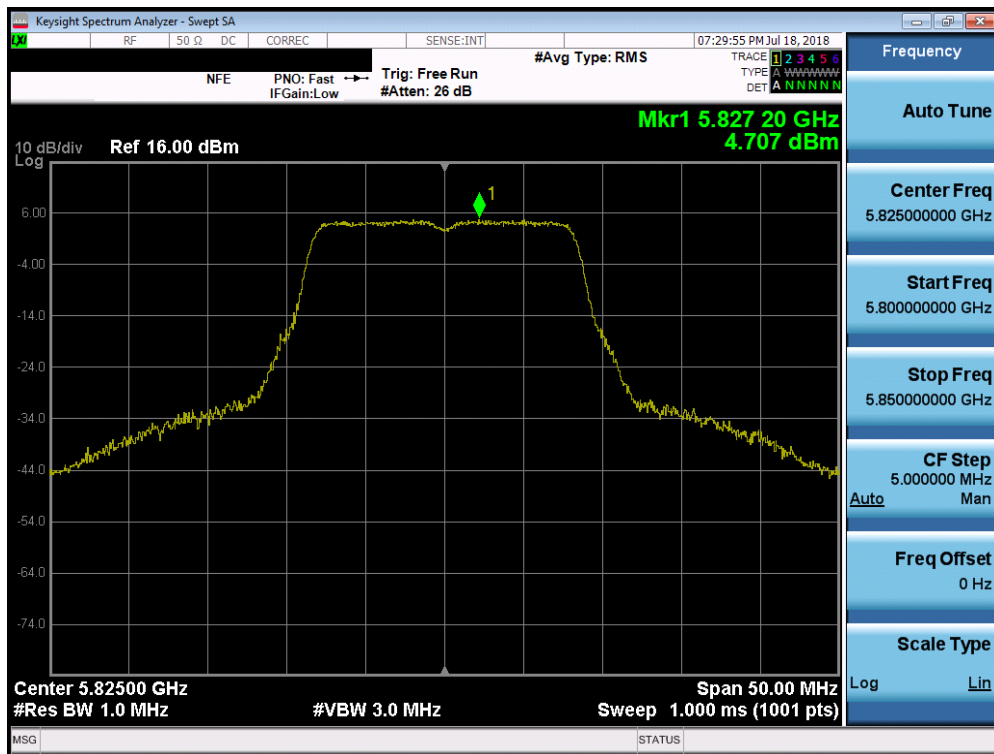 Keysight Spectrum Analyzer - Swept SA
LXI RF 50 Ω DC CORREC SENSE:INT 07:29:55 PM Jul 18, 2018
NFE PNO: Fast Trig: Free Run #Avg Type: RMS TRACE 1 2 3 4 5 6
IFGain:Low #Atten: 26 dB TYPE A WWWWWW
DET A N N N N N
Mkr1 5.827 20 GHz
4.707 dBm
10 dB/div Ref 16.00 dBm
Log
1
6.00
-4.00
-14.0
-24.0
-34.0
-44.0
-54.0
-64.0
-74.0
Center 5.82500 GHz Span 50.00 MHz
#Res BW 1.0 MHz #VBW 3.0 MHz Sweep 1.000 ms (1001 pts)
MSG STATUS
Frequency
Auto Tune
Center Freq
5.825000000 GHz
Start Freq
5.800000000 GHz
Stop Freq
5.850000000 GHz
CF Step
5.000000 MHz
Auto Man
Freq Offset
0 Hz
Scale Type
Log Lin